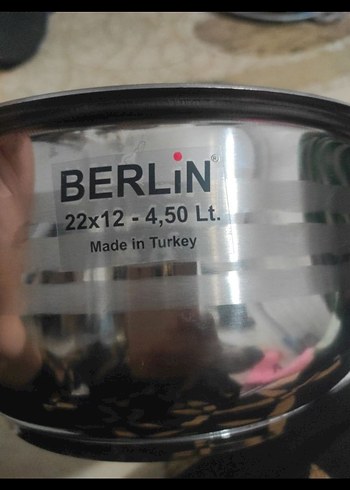 BERLiN®
22x12 - 4,50 Lt.
Made in Turkey